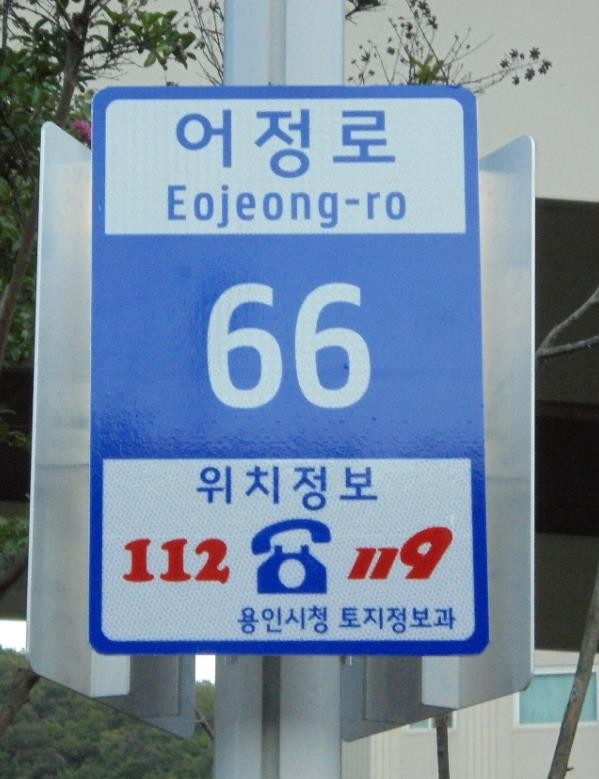 어정로
Eojeong-ro
66
위치정보
112 119
용인시청 토지정보과